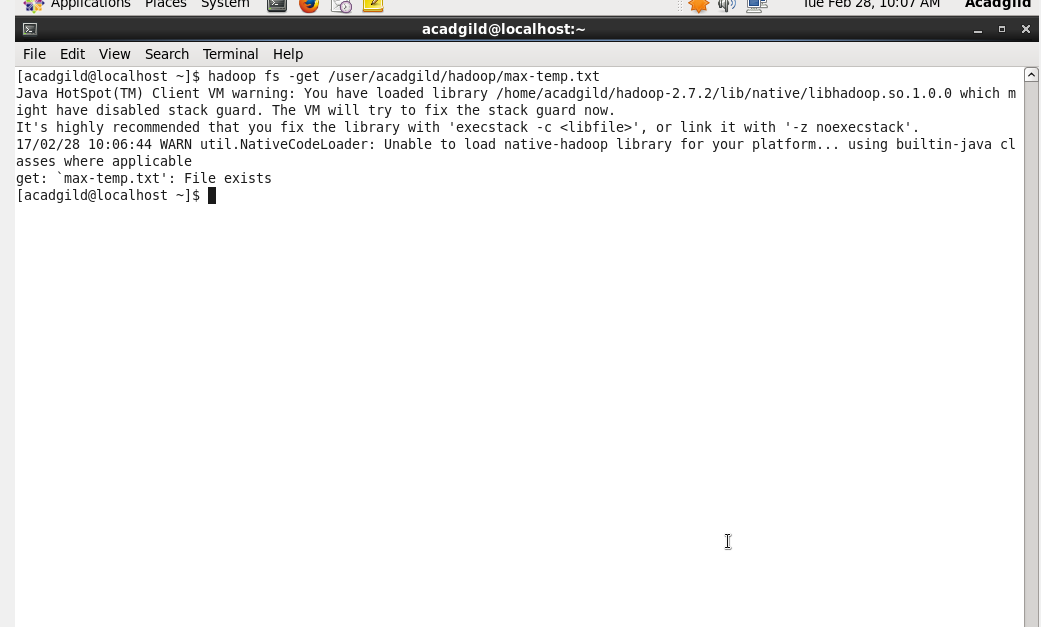 Applications Places System Tue Feb 28, 10:07 AM Acadgild
acadgild@localhost:~
File Edit View Search Terminal Help
[acadgild@localhost ~]$ hadoop fs -get /user/acadgild/hadoop/max-temp.txt
Java HotSpot(TM) Client VM warning: You have loaded library /home/acadgild/hadoop-2.7.2/lib/native/libhadoop.so.1.0.0 which m
ight have disabled stack guard. The VM will try to fix the stack guard now.
It's highly recommended that you fix the library with 'execstack -c <libfile>', or link it with '-z noexecstack'.
17/02/28 10:06:44 WARN util.NativeCodeLoader: Unable to load native-hadoop library for your platform... using builtin-java cl
asses where applicable
get: `max-temp.txt': File exists
[acadgild@localhost ~]$